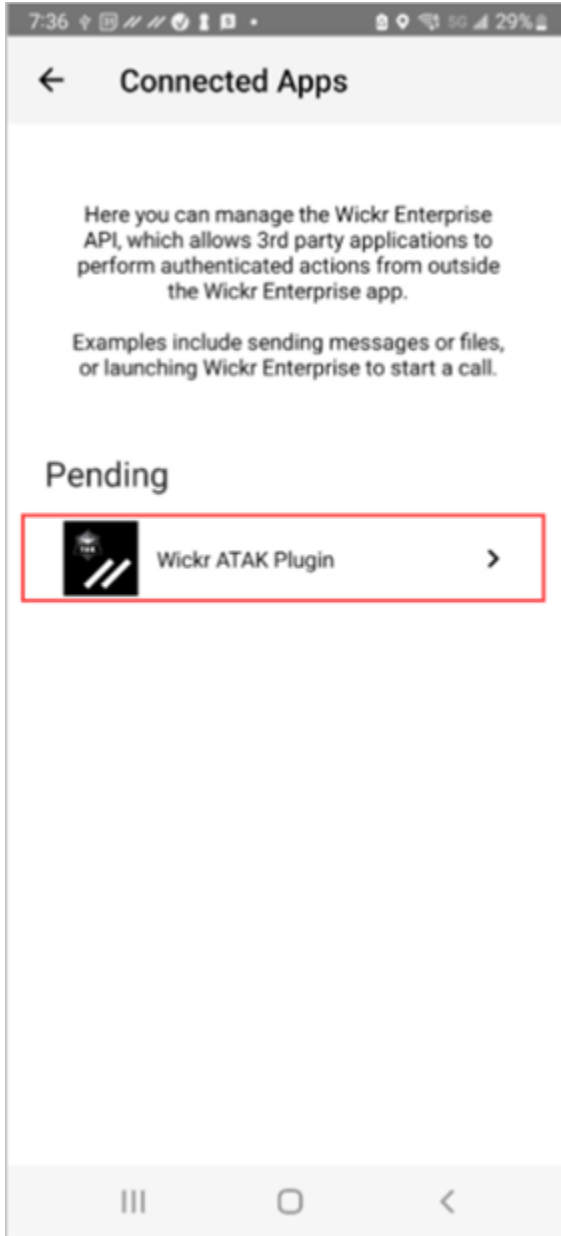 7:36 5G 29%
Connected Apps
Here you can manage the Wickr Enterprise
API, which allows 3rd party applications to
perform authenticated actions from outside
the Wickr Enterprise app.
Examples include sending messages or files,
or launching Wickr Enterprise to start a call.
Pending
TAK
Wickr ATAK Plugin